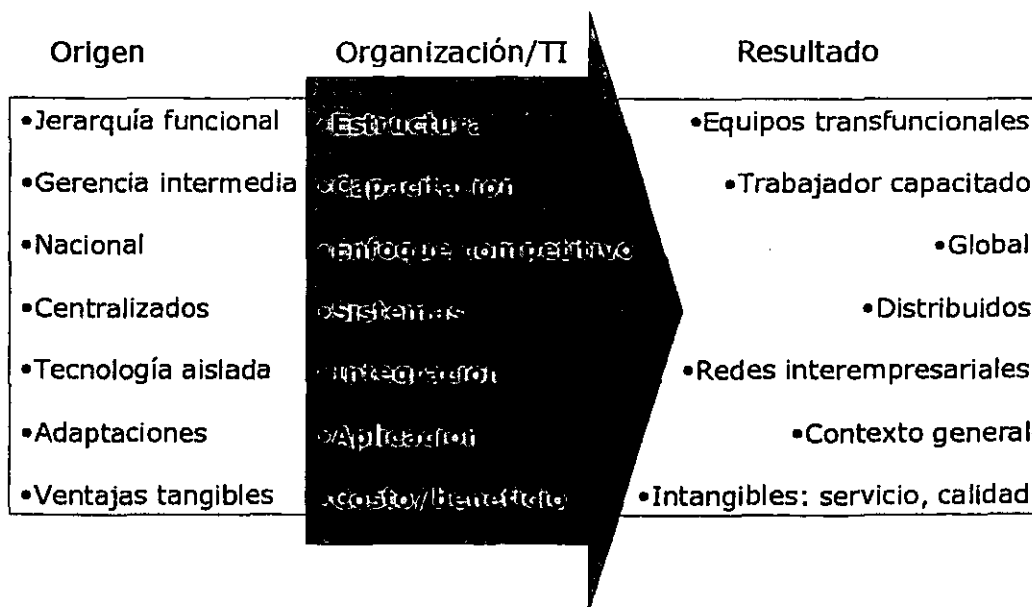 Origen Organización/TI Resultado
•Jerarquía funcional •Estructura •Equipos transfuncionales
•Gerencia intermedia •Capacitación •Trabajador capacitado
•Nacional •Enfoque competitivo •Global
•Centralizados •Sistemas •Distribuidos
•Tecnología aislada •Integración •Redes interempresariales
•Adaptaciones •Aplicación •Contexto general
•Ventajas tangibles •Costo/beneficio •Intangibles: servicio, calidad